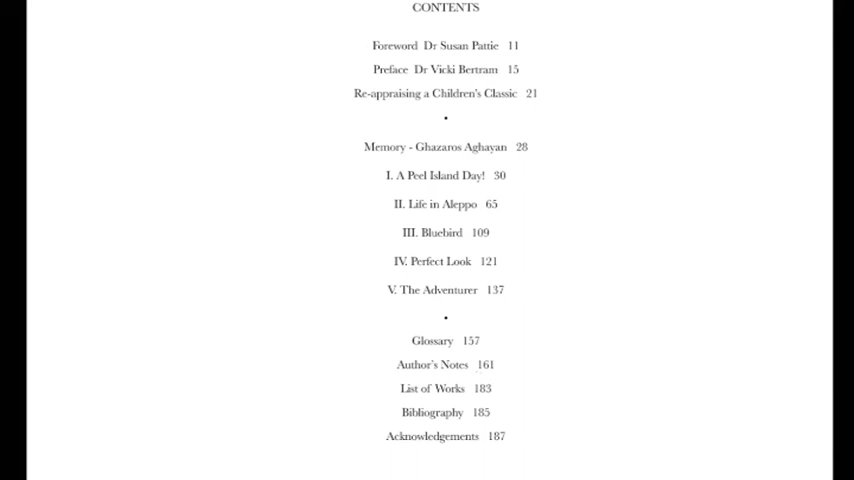 CONTENTS
Foreword Dr Susan Pattie 11
Preface Dr Vicki Bertram 15
Re-appraising a Children's Classic 21
•
Memory - Ghazaros Aghayan 28
I. A Peel Island Day! 30
II. Life in Aleppo 65
III. Bluebird 109
IV. Perfect Look 121
V. The Adventurer 137
•
Glossary 157
Author's Notes 161
List of Works 183
Bibliography 185
Acknowledgements 187